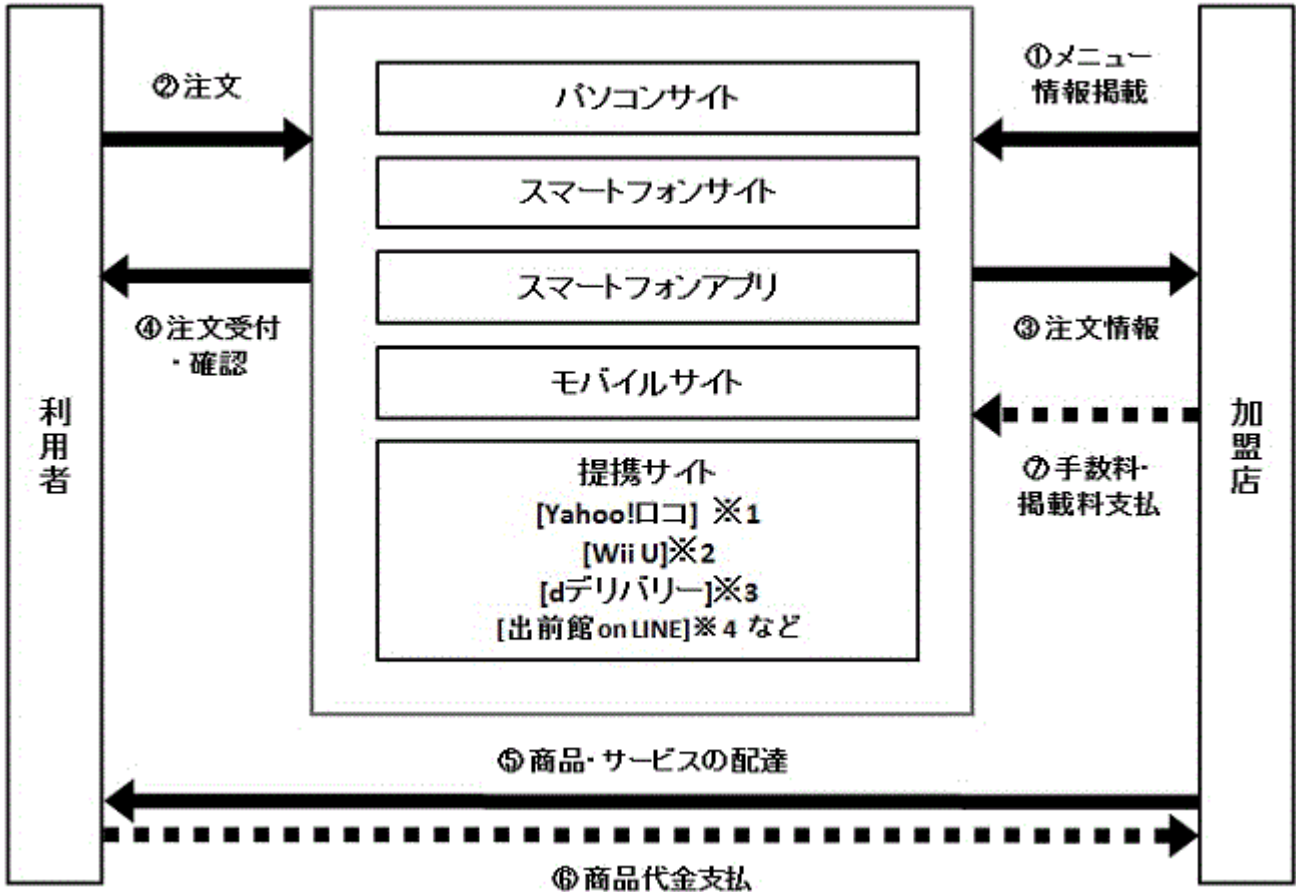 ②注文
①メニュー
情報掲載
パソコンサイト
スマートフォンサイト
スマートフォンアプリ
モバイルサイト
提携サイト
[Yahoo!ロコ] ※1
[Wii U]※2
[dデリバリー]※3
[出前館 on LINE]※4 など
④注文受付
・確認
③注文情報
⑦手数料・
掲載料支払
利用者
加盟店
⑤商品・サービスの配達
⑥商品代金支払